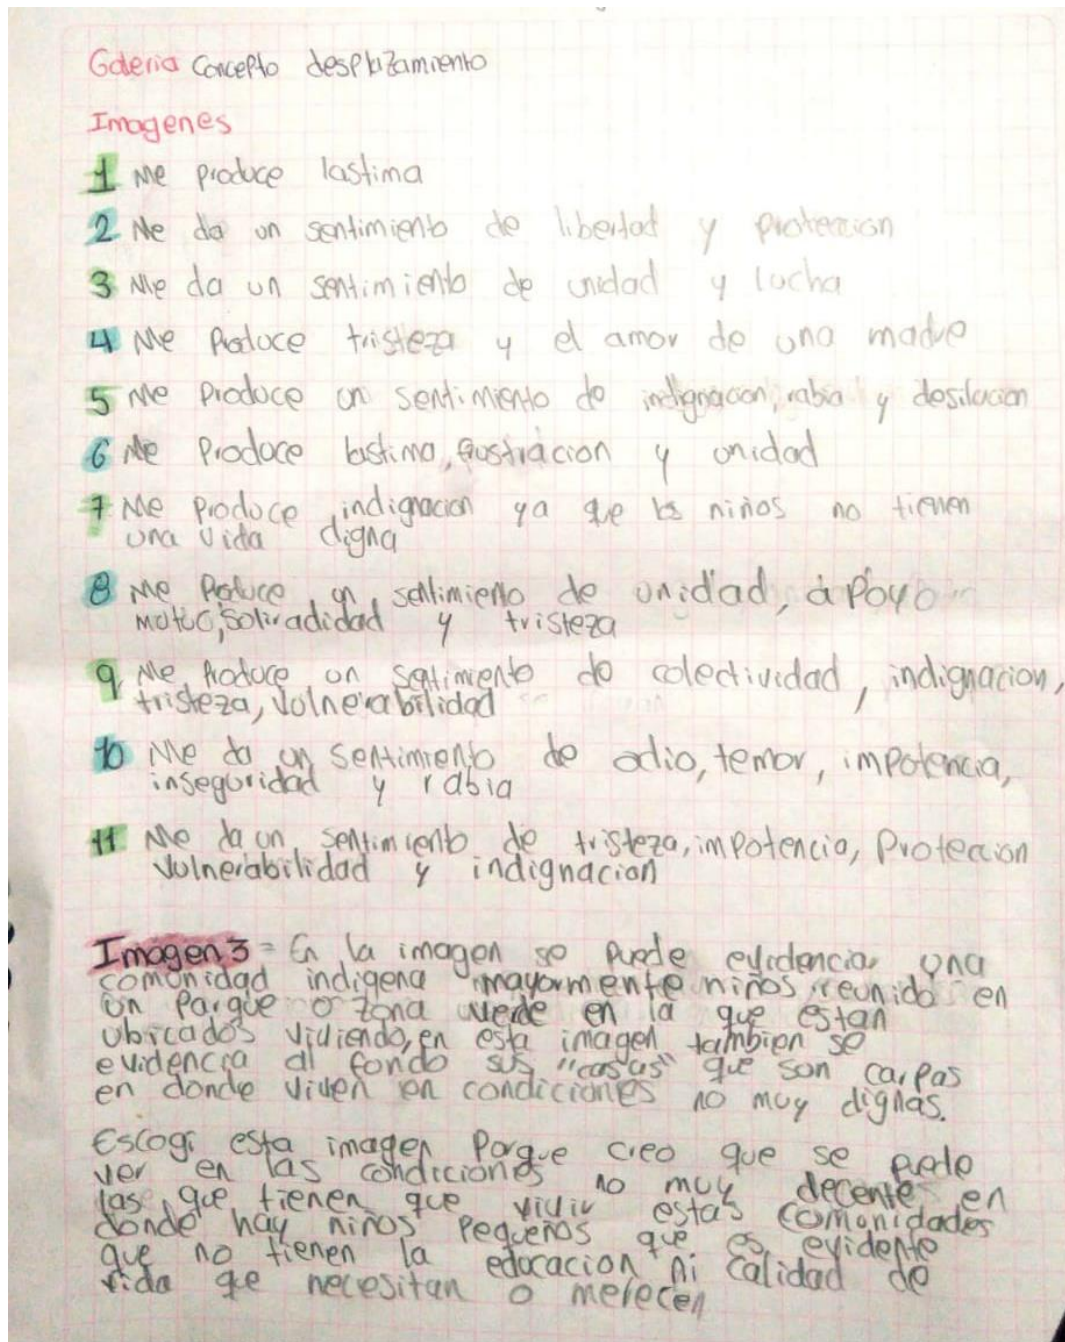 Galeria Concepto desplazamiento
Imagenes
1 Me produce lastima
2 Me da un sentimiento de libertad y proteccion
3 Me da un sentimiento de unidad y lucha
4 Me Produce tristeza y el amor de una madre
5 Me Produce un sentimiento de indignacion, rabia y desilucion
6 Me Produce lastima, frustracion y unidad
7 Me Produce indignacion ya que los niños no tienen
una vida digna
8 Me Produce un sentimiento de unidad, apoyo
mutuo, soliradidad y tristeza
9 Me Produce un sentimiento de colectividad, indignacion,
tristeza, Vulnerabilidad
10 Me da un sentimiento de odio, temor, impotencia,
inseguridad y rabia
11 Me da un sentimiento de tristeza, impotencia, Proteccion
Vulnerabilidad y indignacion
Imagen 3 = En la imagen se puede evidenciar una
comunidad indigena mayormente niños, reunido en
un Parque o zona verde en la que estan
ubicados viviendo, en esta imagen tambien se
evidencia al fondo sus "casas" que son carpas
en donde viven en condiciones no muy dignas.
Escogi esta imagen Porque creo que se puede
ver en las condiciones no muy decentes en
las que tienen que vivir estas comunidades
donde hay niños pequeños que es evidente
que no tienen la educacion ni calidad de
vida que necesitan o merecen